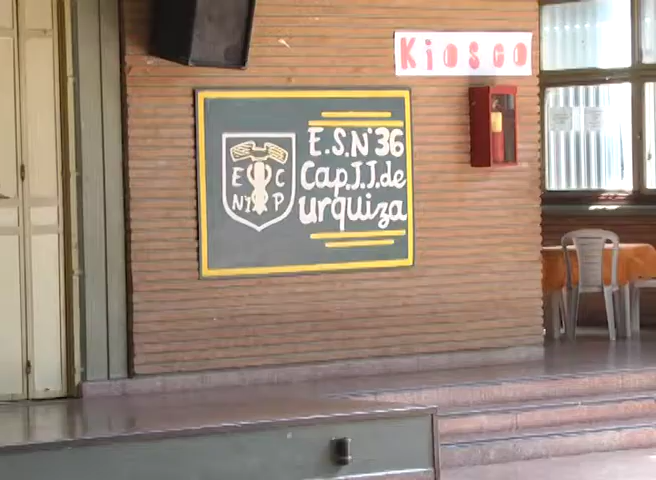 Kiosco
E.S.N°36
Cap.J.J.de
Urquiza
E C
N P